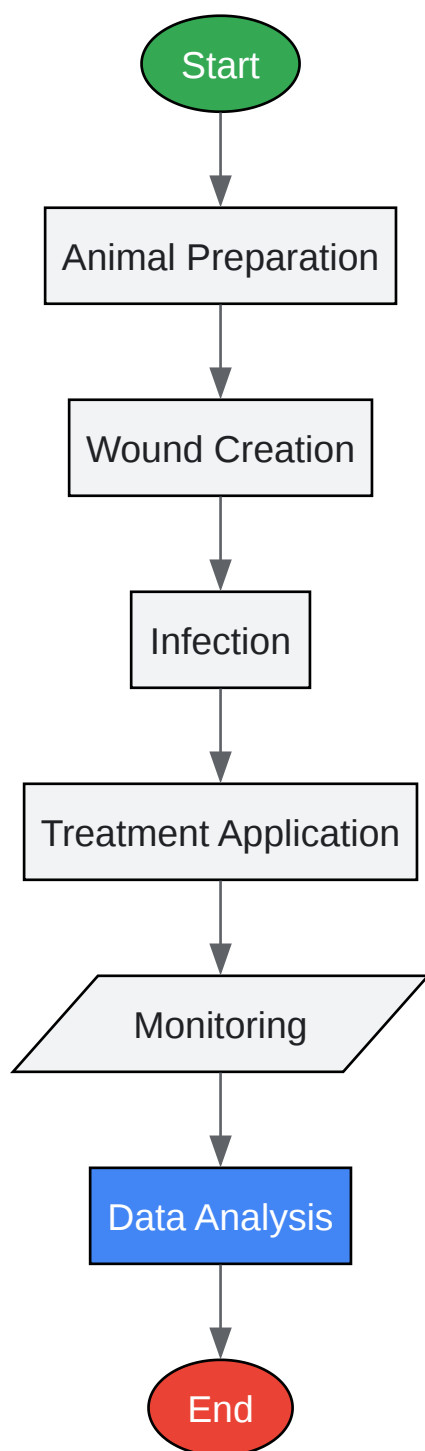 Start
Animal Preparation
Wound Creation
Infection
Treatment Application
Monitoring
Data Analysis
End